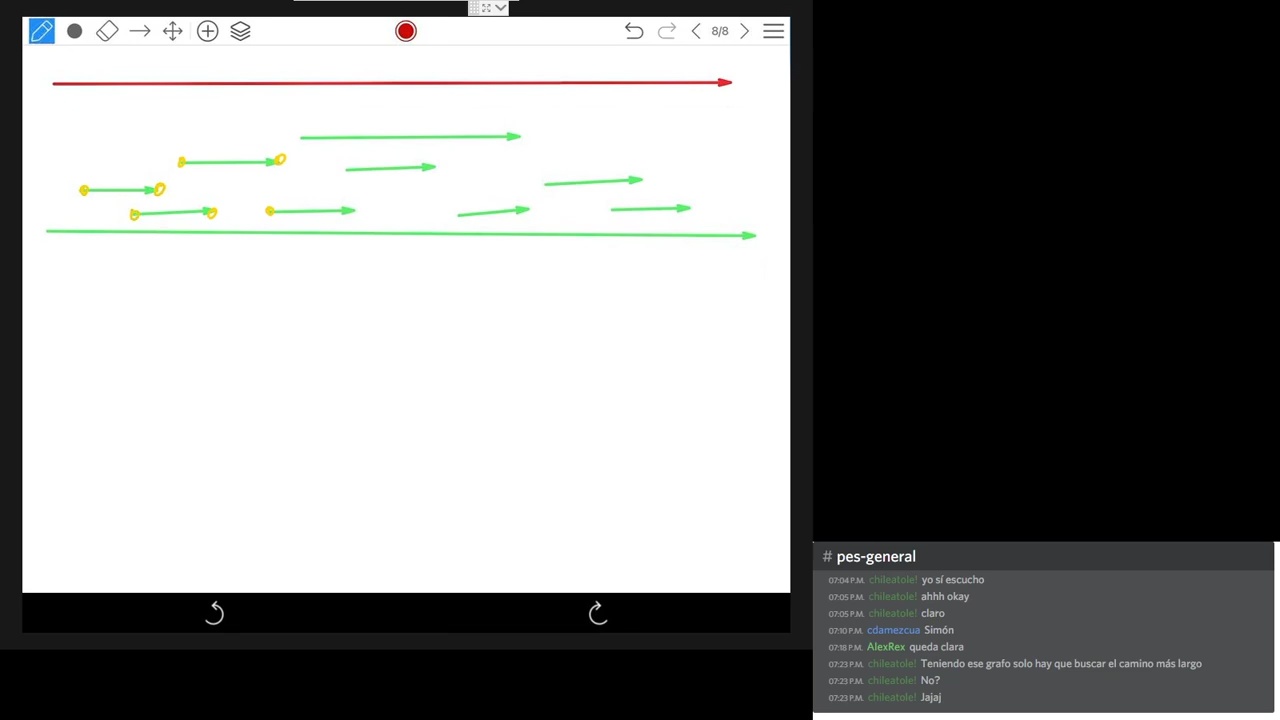 8/8
# pes-general
07:04 P.M. chileatole! yo sí escucho
07:05 P.M. chileatole! ahhh okay
07:05 P.M. chileatole! claro
07:10 P.M. cdamezcua Simón
07:18 P.M. AlexRex queda clara
07:23 P.M. chileatole! Teniendo ese grafo solo hay que buscar el camino más largo
07:23 P.M. chileatole! No?
07:23 P.M. chileatole! Jajaj